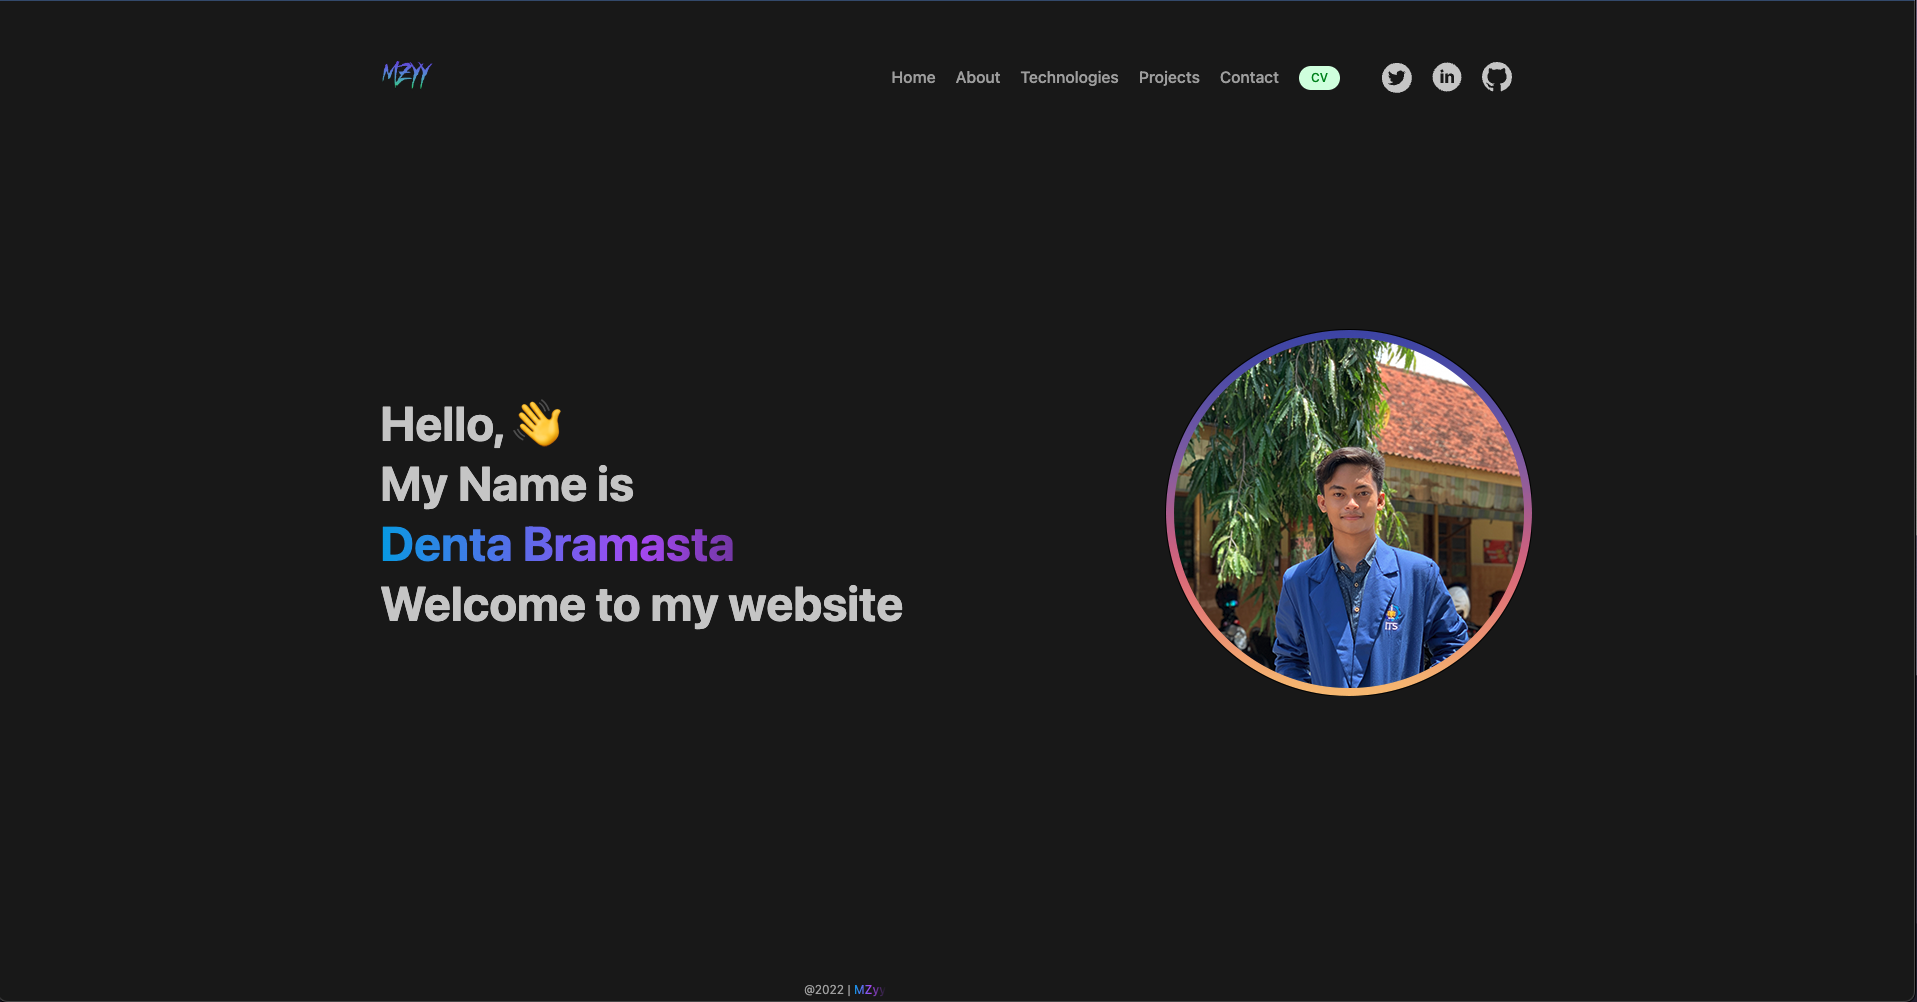 MZYY
Home About Technologies Projects Contact CV
Hello, 👋
My Name is
Denta Bramasta
Welcome to my website
ITS
@2022 | MZyy